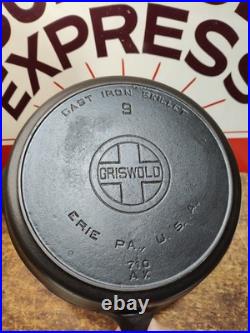 EXPRESS
CAST IRON SKILLET
9
GRISWOLD
ERIE PA., U.S.A.
710